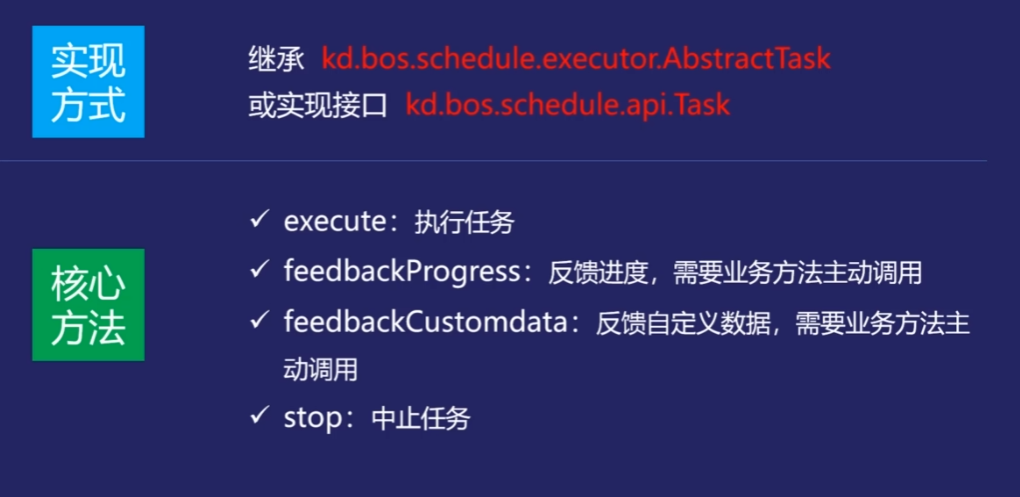 实现
方式
继承 kd.bos.schedule.executor.AbstractTask
或实现接口 kd.bos.schedule.api.Task
核心
方法
✓ execute：执行任务
✓ feedbackProgress：反馈进度，需要业务方法主动调用
✓ feedbackCustomdata：反馈自定义数据，需要业务方法主
动调用
✓ stop：中止任务